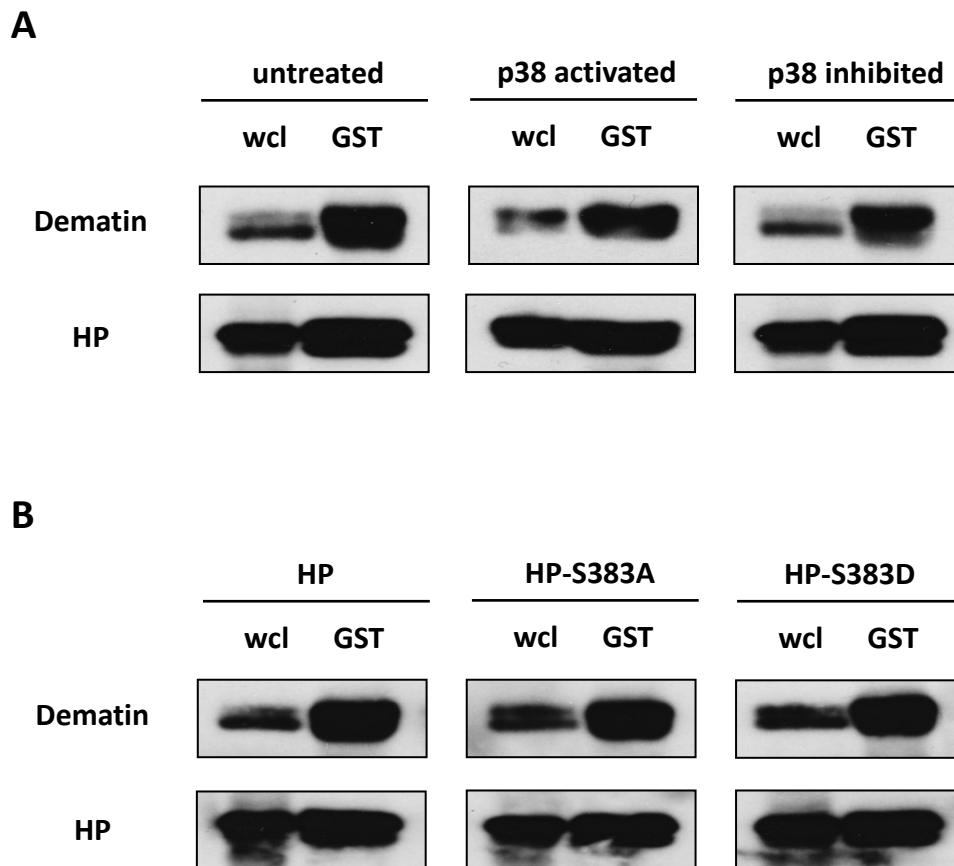 A
untreated p38 activated p38 inhibited
wcl GST wcl GST wcl GST
Dematin
HP
B
HP HP-S383A HP-S383D
wcl GST wcl GST wcl GST
Dematin
HP